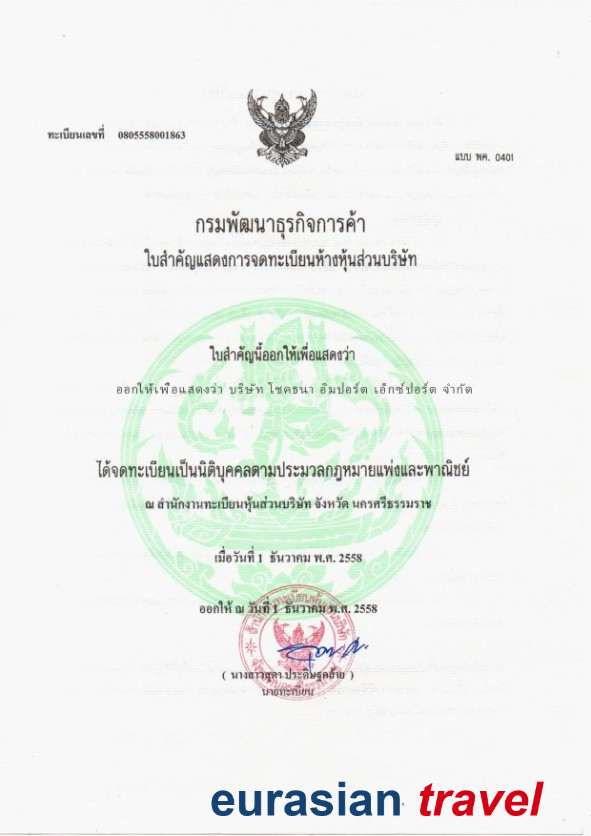 ทะเบียนเลขที่ 0805558001863
แบบ พค. 0401
กรมพัฒนาธุรกิจการค้า
ใบสำคัญแสดงการจดทะเบียนห้างหุ้นส่วนบริษัท
ใบสำคัญนี้ออกให้เพื่อแสดงว่า
ออกให้เพื่อแสดงว่า บริษัท โชคธนา อิมปอร์ต เอ็กซ์ปอร์ต จำกัด
ได้จดทะเบียนเป็นนิติบุคคลตามประมวลกฎหมายแพ่งและพาณิชย์
ณ สำนักงานทะเบียนหุ้นส่วนบริษัท จังหวัด นครศรีธรรมราช
เมื่อวันที่ 1 ธันวาคม พ.ศ. 2558
ออกให้ ณ วันที่ 1 ธันวาคม พ.ศ. 2558
( นางสาวสุดา ประดิษฐคล้าย )
นายทะเบียน
eurasian travel